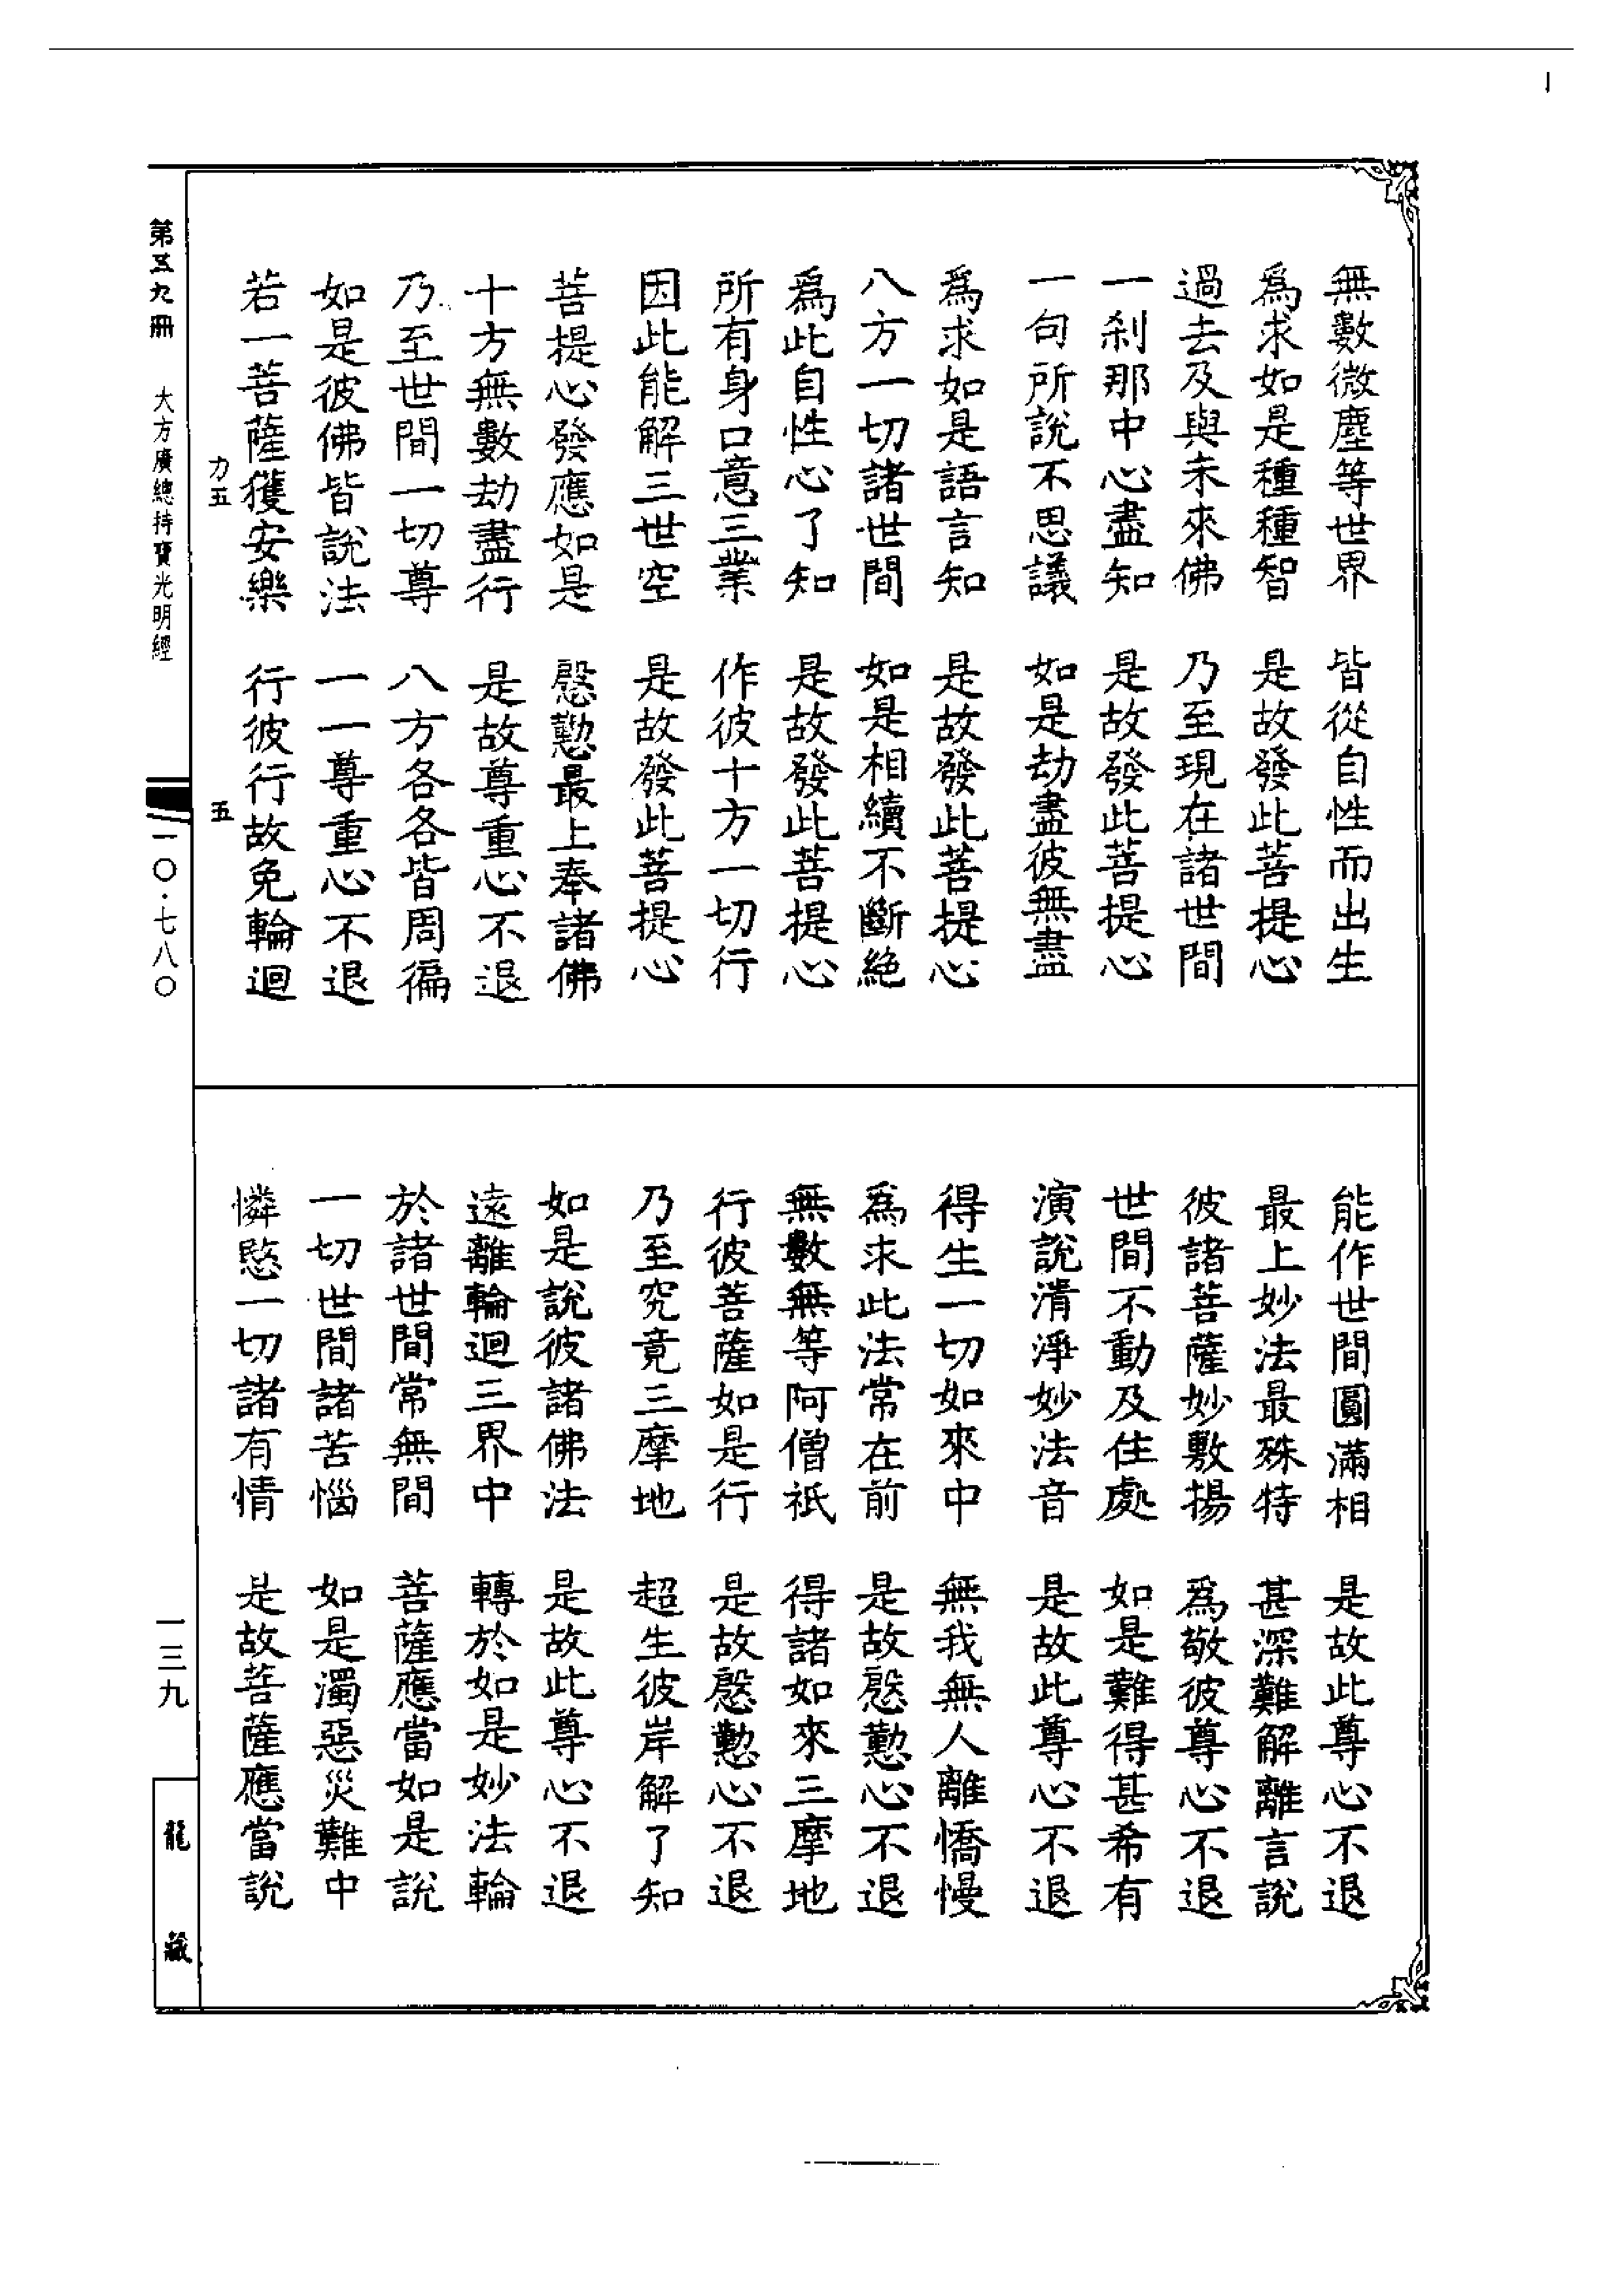 無數微塵等世界　皆從自性而出生
為求如是種種智　是故發此菩提心
過去及與未來佛　乃至現在諸世間
一剎那中心盡知　是故發此菩提心
一句所說不思議　如是劫盡彼無盡
為求如是語言知　是故發此菩提心
八方一切諸世間　如是相續不斷絕
為此自性心了知　是故發此菩提心
所有身口意三業　作彼十方一切行
因此能解三世空　是故發此菩提心
菩提心發應如是　慇懃最上奉諸佛
十方無數劫盡行　是故尊重心不退
乃至世間一切尊　八方各各皆周徧
如是彼佛皆說法　一一尊重心不退
若一菩薩獲安樂　行彼行故免輪迴
力五　五
能作世間圓滿相　是故此尊心不退
最上妙法最殊特　甚深難解離言說
彼諸菩薩妙敷揚　為敬彼尊心不退
世間不動及住處　如是難得甚希有
演說清淨妙法音　是故此尊心不退
得生一切如來中　無我無人離憍慢
為求此法常在前　是故慇懃心不退
無數無等阿僧祇　得諸如來三摩地
行彼菩薩如是行　是故慇懃心不退
乃至究竟三摩地　超生彼岸解了知
如是說彼諸佛法　是故此尊心不退
遠離輪迴三界中　轉於如是妙法輪
於諸世間常無間　菩薩應當如是說
一切世間諸苦惱　如是濁惡災難中
憐愍一切諸有情　是故菩薩應當說
第五九冊　大方廣總持寶光明經　一〇·七八〇
一三九
龍藏